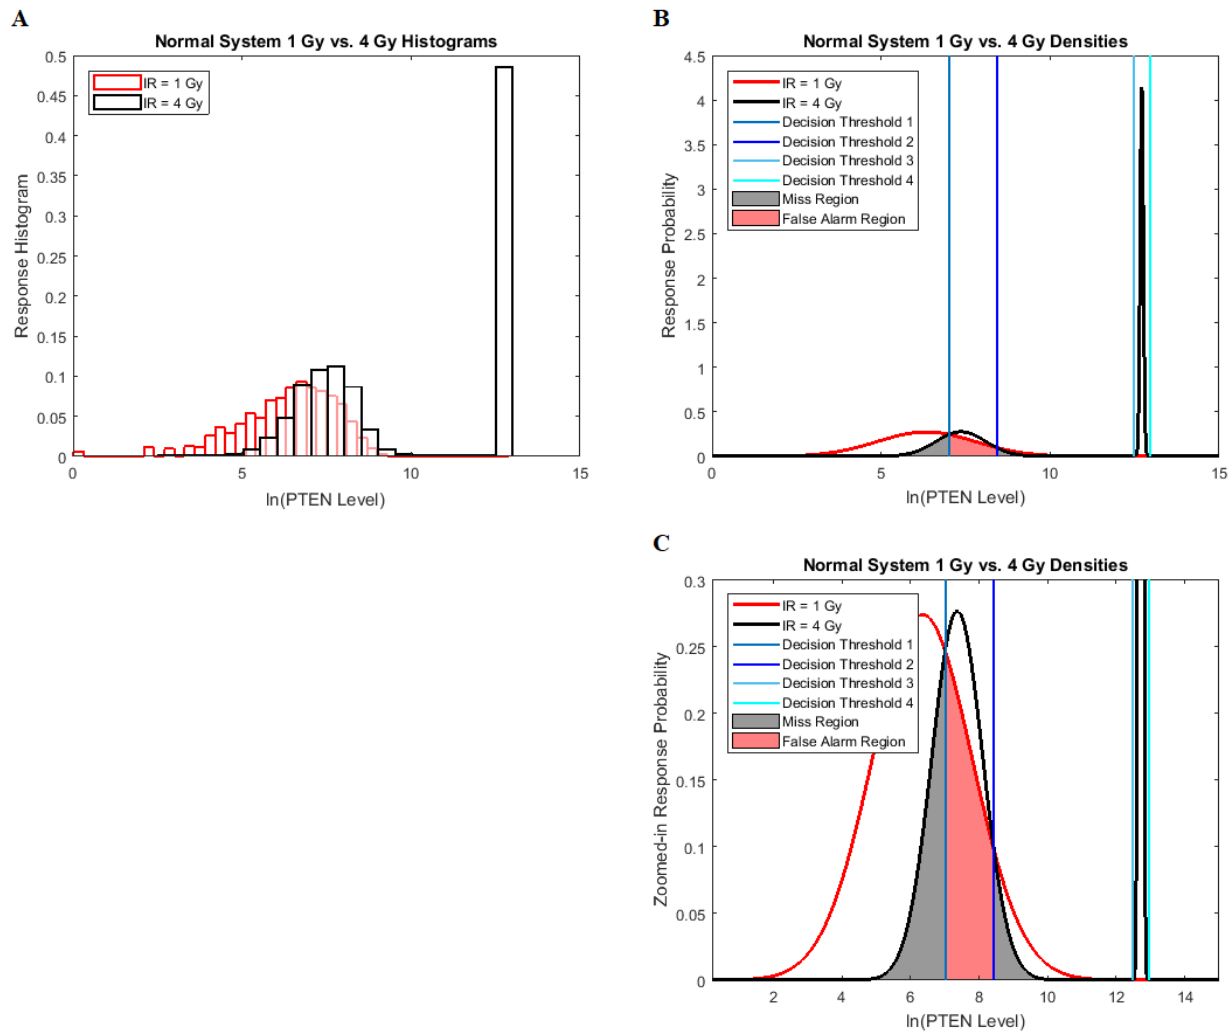 A
Normal System 1 Gy vs. 4 Gy Histograms
IR = 1 Gy
IR = 4 Gy
0.5
0.45
0.4
0.35
0.3
0.25
0.2
0.15
0.1
0.05
0
Response Histogram
0 5 10 15
ln(PTEN Level)
B
Normal System 1 Gy vs. 4 Gy Densities
IR = 1 Gy
IR = 4 Gy
Decision Threshold 1
Decision Threshold 2
Decision Threshold 3
Decision Threshold 4
Miss Region
False Alarm Region
4.5
4
3.5
3
2.5
2
1.5
1
0.5
0
Response Probability
0 5 10 15
ln(PTEN Level)
C
Normal System 1 Gy vs. 4 Gy Densities
IR = 1 Gy
IR = 4 Gy
Decision Threshold 1
Decision Threshold 2
Decision Threshold 3
Decision Threshold 4
Miss Region
False Alarm Region
0.3
0.25
0.2
0.15
0.1
0.05
0
Zoomed-in Response Probability
2 4 6 8 10 12 14
ln(PTEN Level)